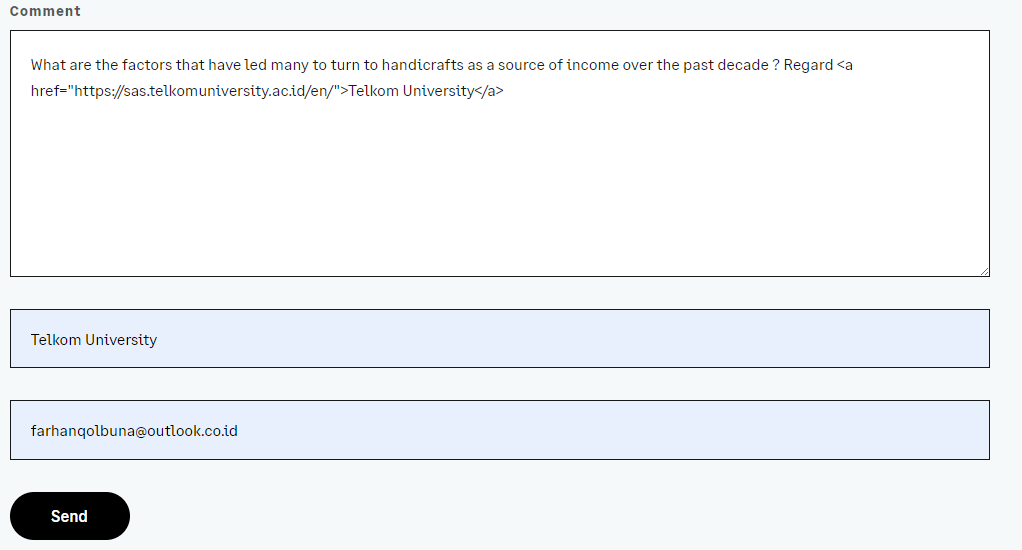 Comment
What are the factors that have led many to turn to handicrafts as a source of income over the past decade ? Regard <a
href="https://sas.telkomuniversity.ac.id/en/">Telkom University</a>
Telkom University
farhanqolbuna@outlook.co.id
Send